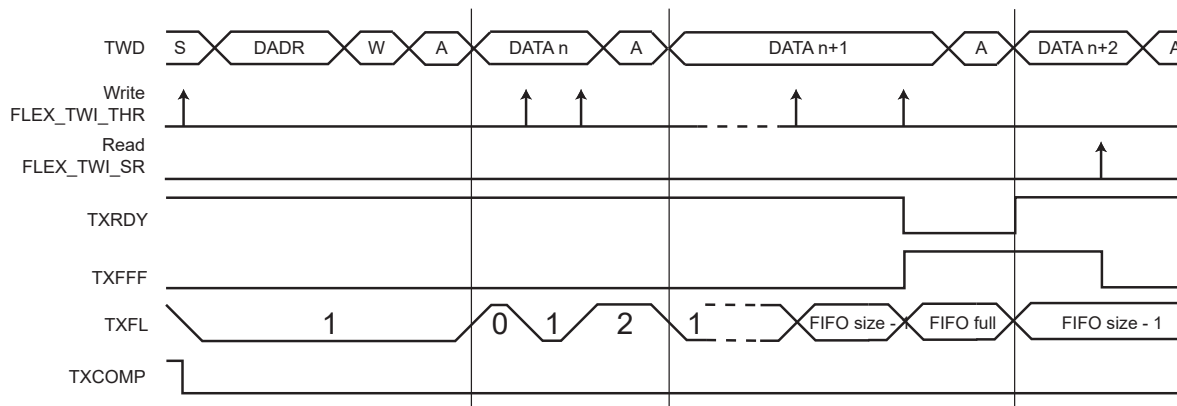 TWD S DADR W A DATA n A DATA n+1 A DATA n+2 A
Write
FLEX_TWI_THR
Read
FLEX_TWI_SR
TXRDY
TXFFF
TXFL 1 0 1 2 1 FIFO size - 1 FIFO full FIFO size - 1
TXCOMP